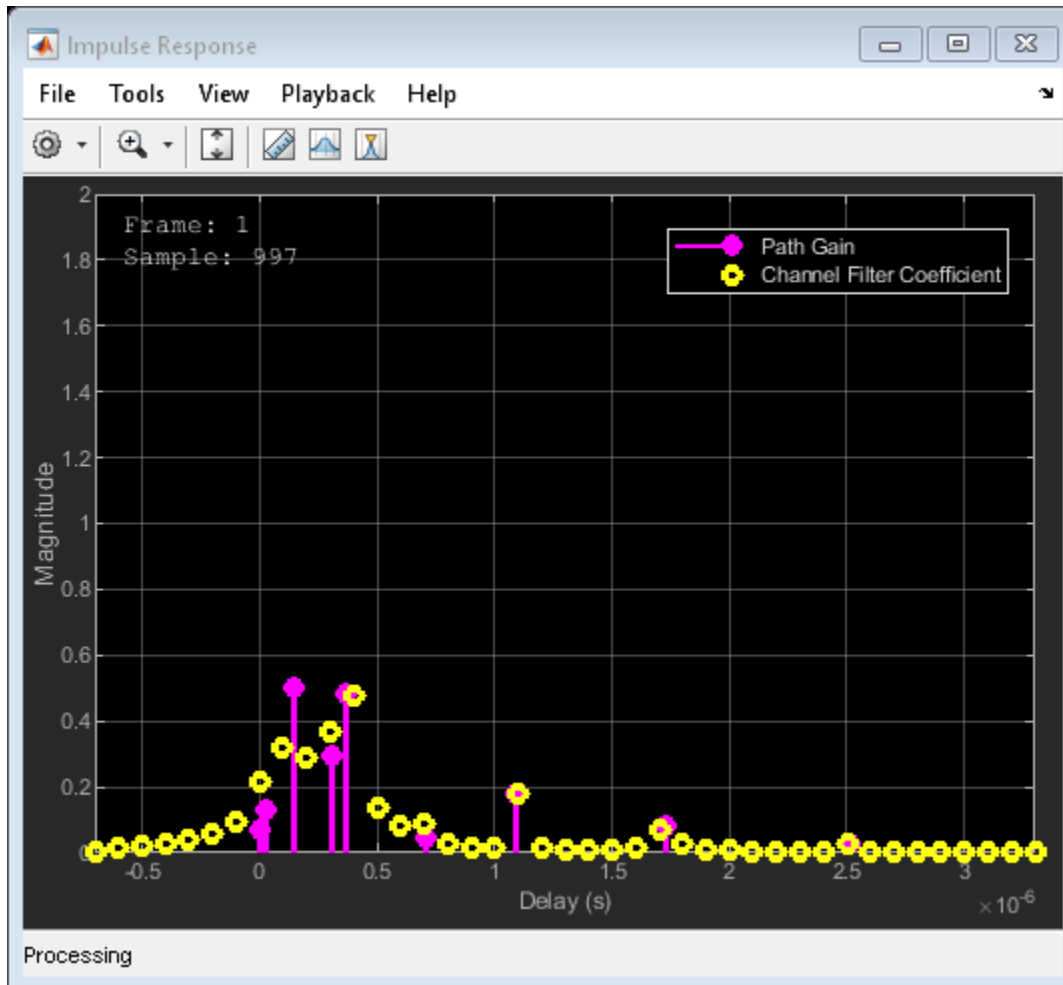 Impulse Response
File Tools View Playback Help
Frame: 1
Sample: 997
Path Gain
Channel Filter Coefficient
2
1.8
1.6
1.4
1.2
1
0.8
0.6
0.4
0.2
0
Magnitude
-0.5 0 0.5 1 1.5 2 2.5 3
Delay (s)
×10-6
Processing